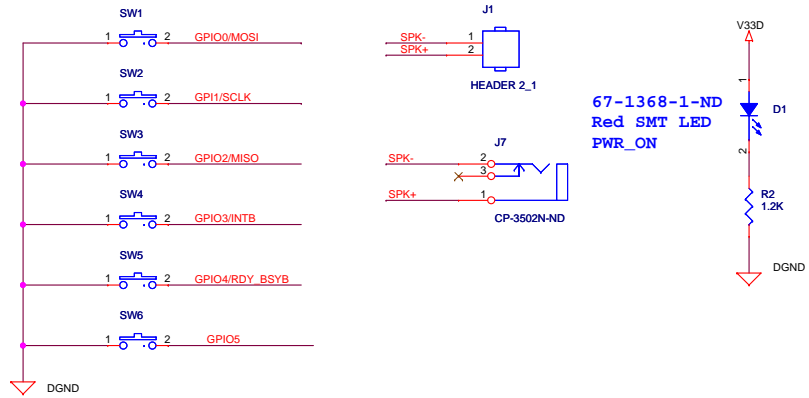 SW1
1 2 GPIO0/MOSI
SW2
1 2 GPI1/SCLK
SW3
1 2 GPIO2/MISO
SW4
1 2 GPIO3/INTB
SW5
1 2 GPIO4/RDY_BSYB
SW6
1 2 GPIO5
DGND
J1
SPK- 1
SPK+ 2
HEADER 2_1
J7
SPK- 2
3
SPK+ 1
CP-3502N-ND
67-1368-1-ND
Red SMT LED
PWR_ON
V33D
1
D1
2
R2
1.2K
DGND